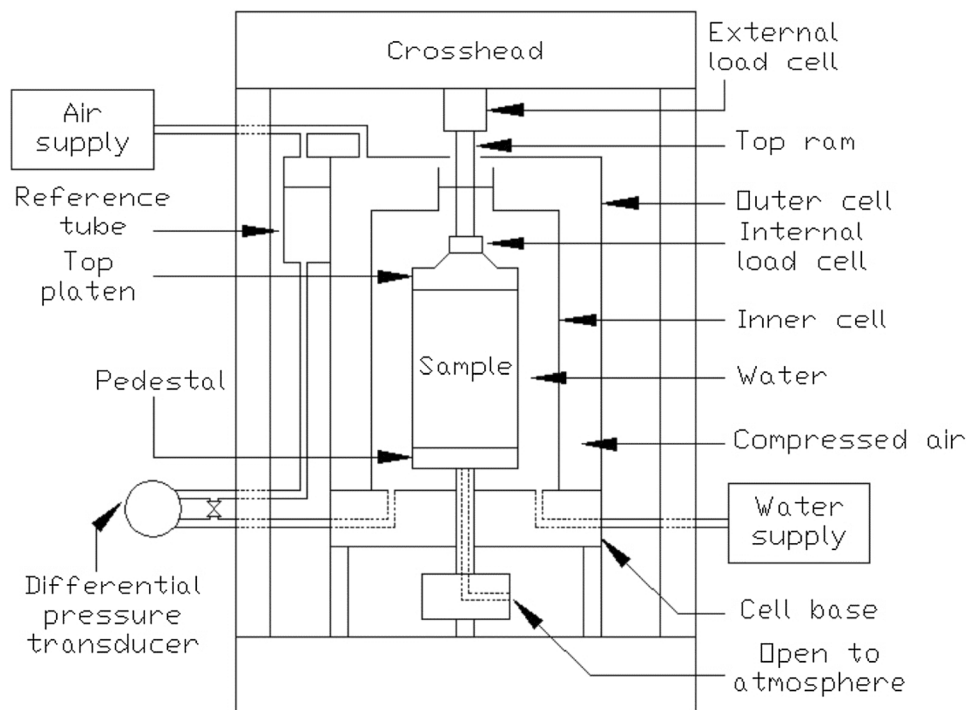 Crosshead
External
load cell
Air
supply
Top ram
Reference
tube
Outer cell
Internal
load cell
Top
platen
Inner cell
Sample
Pedestal
Water
Compressed air
Water
supply
Differential
pressure
transducer
Cell base
Open to
atmosphere